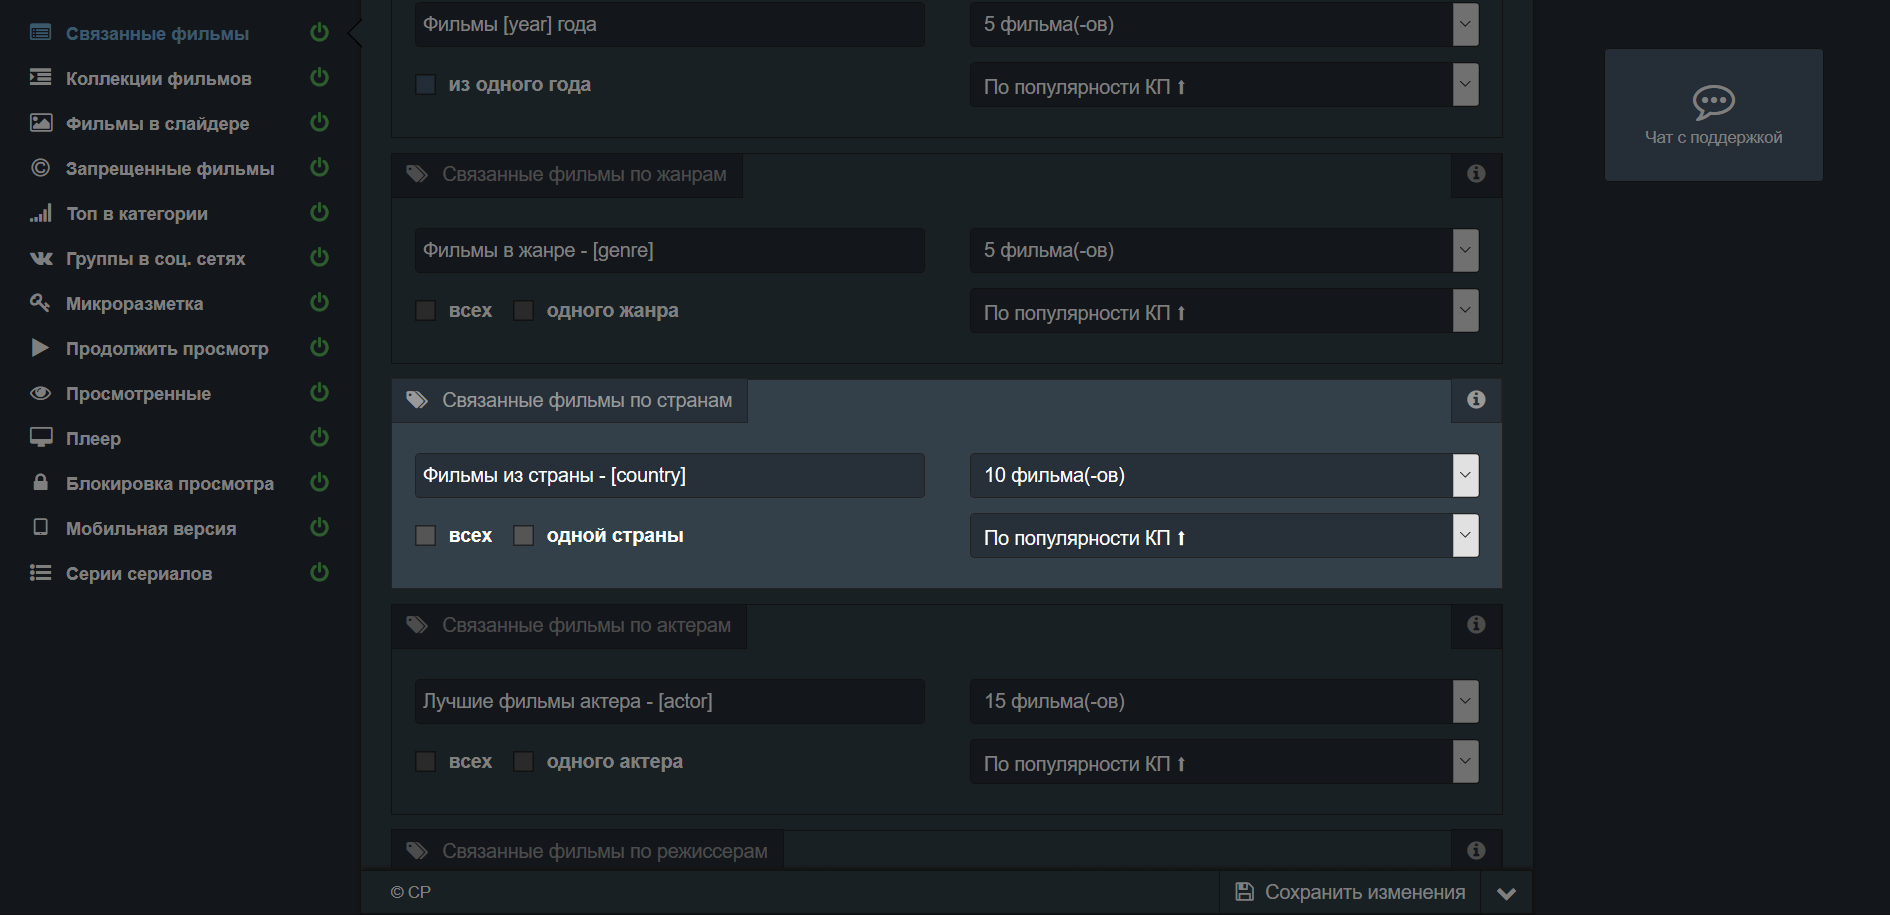 Связанные фильмы
Коллекции фильмов
Фильмы в слайдере
Запрещенные фильмы
Топ в категории
Группы в соц. сетях
Микроразметка
Продолжить просмотр
Просмотренные
Плеер
Блокировка просмотра
Мобильная версия
Серии сериалов
Фильмы [year] года
5 фильма(-ов)
из одного года
По популярности КП ⬆
Связанные фильмы по жанрам
Фильмы в жанре - [genre]
5 фильма(-ов)
всех
одного жанра
По популярности КП ⬆
Связанные фильмы по странам
Фильмы из страны - [country]
10 фильма(-ов)
всех
одной страны
По популярности КП ⬆
Связанные фильмы по актерам
Лучшие фильмы актера - [actor]
15 фильма(-ов)
всех
одного актера
По популярности КП ⬆
Связанные фильмы по режиссерам
© CP
Сохранить изменения
Чат с поддержкой